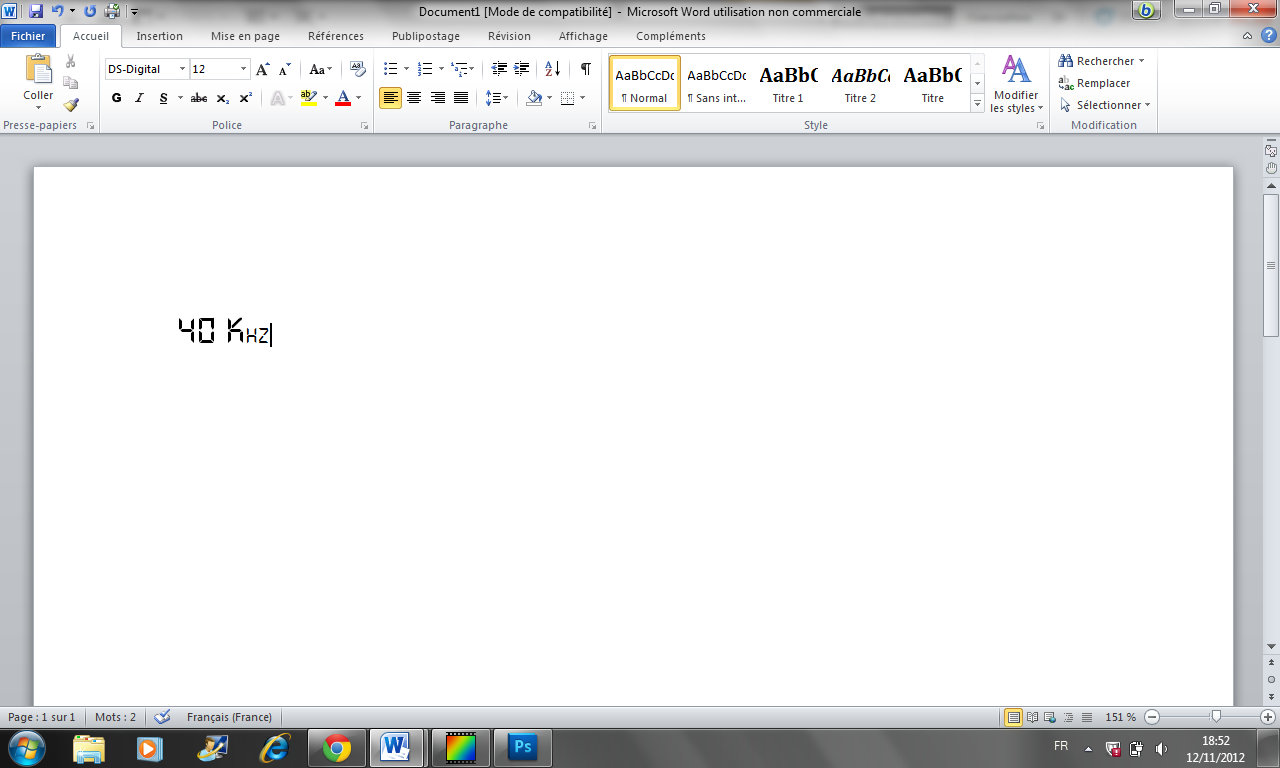 Document1 [Mode de compatibilité] - Microsoft Word utilisation non commerciale
Fichier Accueil Insertion Mise en page Références Publipostage Révision Affichage Compléments
Coller
Presse-papiers
DS-Digital 12
Aa
G I S abc x₂ x² A ab A
Police
Paragraphe
AaBbCcDc AaBbCcDc AaBbC AaBbCc AaBbC
¶ Normal ¶ Sans int... Titre 1 Titre 2 Titre
Style
Modifier les styles
Rechercher
Remplacer
Sélectionner
Modification
40 KHZ
Page : 1 sur 1 Mots : 2 Français (France) 151 %
Ps
FR 18:52
12/11/2012